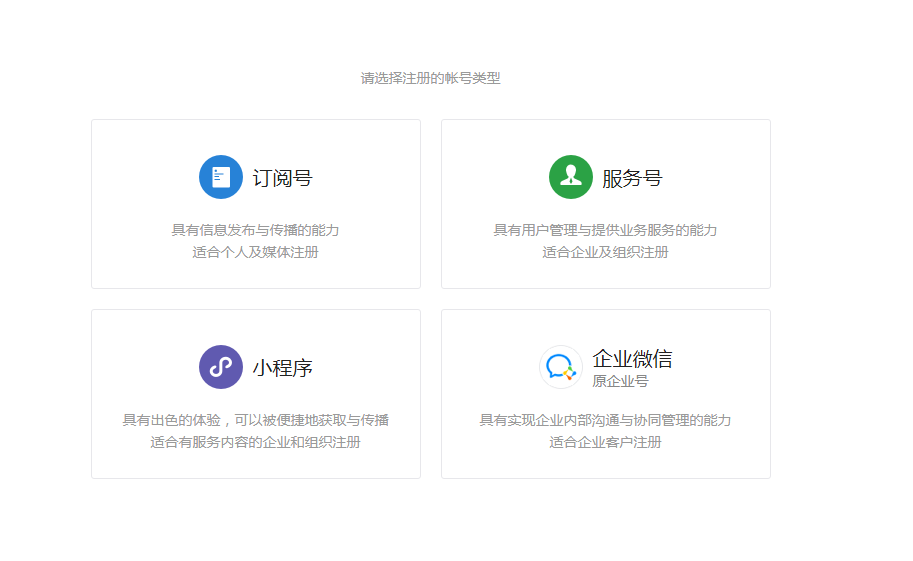 请选择注册的帐号类型
订阅号
具有信息发布与传播的能力
适合个人及媒体注册
服务号
具有用户管理与提供业务服务的能力
适合企业及组织注册
小程序
具有出色的体验，可以被便捷地获取与传播
适合有服务内容的企业和组织注册
企业微信
原企业号
具有实现企业内部沟通与协同管理的能力
适合企业客户注册